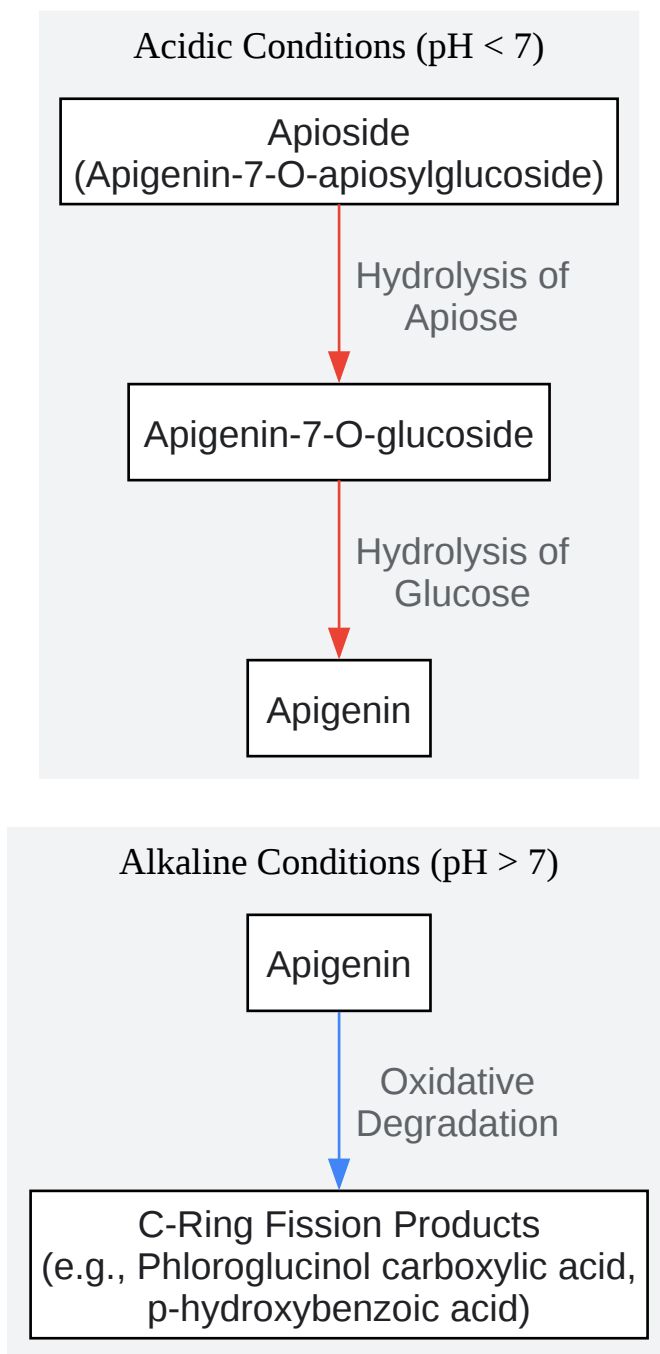 Acidic Conditions (pH < 7)
Apioside
(Apigenin-7-O-apiosylglucoside)
Hydrolysis of
Apiose
Apigenin-7-O-glucoside
Hydrolysis of
Glucose
Apigenin
Alkaline Conditions (pH > 7)
Apigenin
Oxidative
Degradation
C-Ring Fission Products
(e.g., Phloroglucinol carboxylic acid,
p-hydroxybenzoic acid)